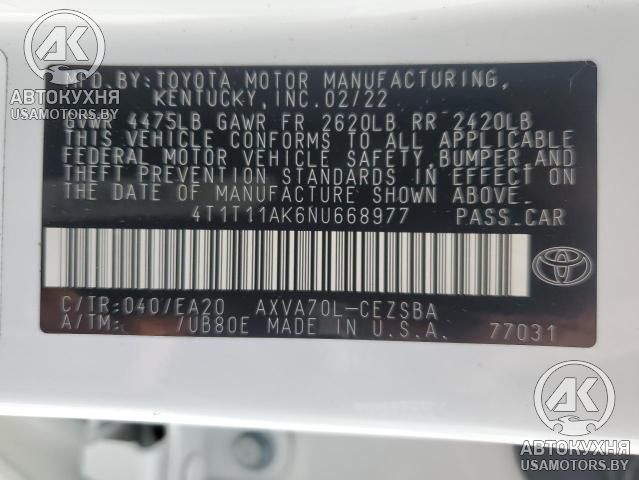 АК
АВТОКУХНЯ
USAMOTORS.BY
MFD. BY: TOYOTA MOTOR MANUFACTURING,
KENTUCKY, INC. 02/22
GVWR 4475LB GAWR FR 2620LB RR 2420LB
THIS VEHICLE CONFORMS TO ALL APPLICABLE
FEDERAL MOTOR VEHICLE SAFETY, BUMPER, AND
THEFT PREVENTION STANDARDS IN EFFECT ON
THE DATE OF MANUFACTURE SHOWN ABOVE.
4T1T11AK6NU668977 PASS.CAR
TOYOTA
C/TR: 040/EA20 AXVA70L-CEZSBA
A/TM: /UB80E MADE IN U.S.A. 77031
АК
АВТОКУХНЯ
USAMOTORS.BY